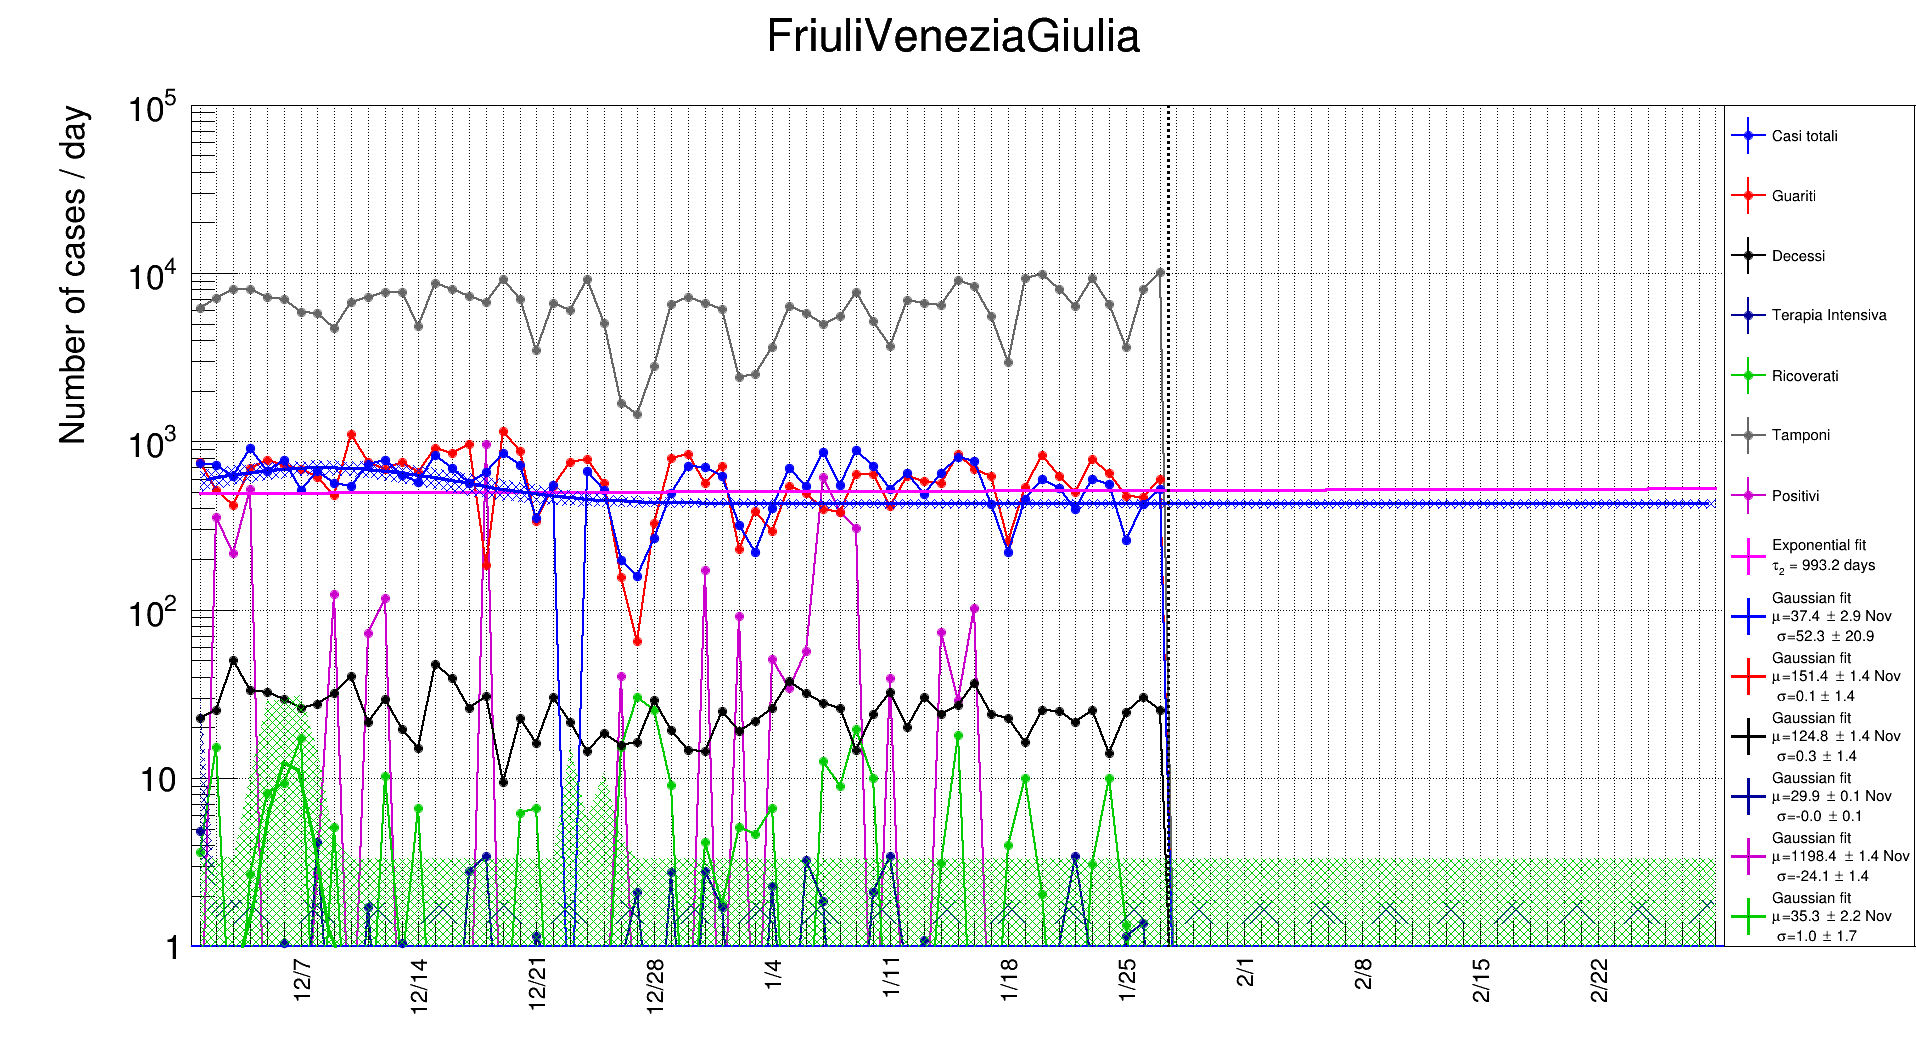 FriuliVeneziaGiulia
Number of cases / day
10^5
10^4
10^3
10^2
10
1
12/7
12/14
12/21
12/28
1/4
1/11
1/18
1/25
2/1
2/8
2/15
2/22
Casi totali
Guariti
Decessi
Terapia Intensiva
Ricoverati
Tamponi
Positivi
Exponential fit
τ₂ = 993.2 days
Gaussian fit
μ=37.4 ± 2.9 Nov
σ=52.3 ± 20.9
Gaussian fit
μ=151.4 ± 1.4 Nov
σ=0.1 ± 1.4
Gaussian fit
μ=124.8 ± 1.4 Nov
σ=0.3 ± 1.4
Gaussian fit
μ=29.9 ± 0.1 Nov
σ=-0.0 ± 0.1
Gaussian fit
μ=1198.4 ± 1.4 Nov
σ=-24.1 ± 1.4
Gaussian fit
μ=35.3 ± 2.2 Nov
σ=1.0 ± 1.7